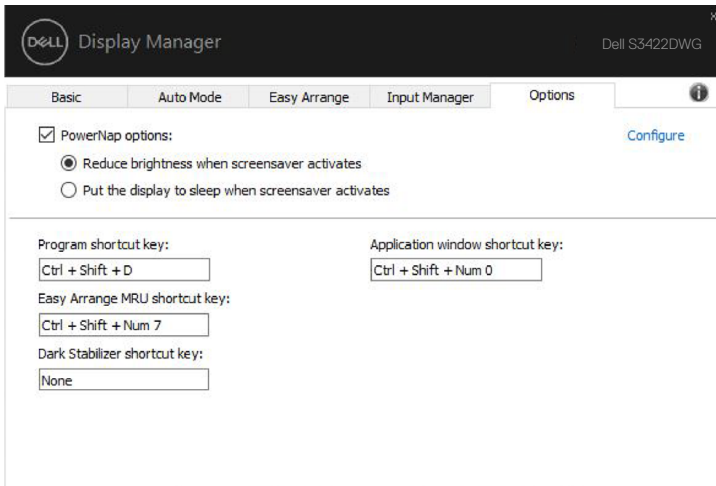 DELL Display Manager
Dell S3422DWG
Basic Auto Mode Easy Arrange Input Manager Options
PowerNap options: Configure
Reduce brightness when screensaver activates
Put the display to sleep when screensaver activates
Program shortcut key: Application window shortcut key:
Ctrl + Shift + D Ctrl + Shift + Num 0
Easy Arrange MRU shortcut key:
Ctrl + Shift + Num 7
Dark Stabilizer shortcut key:
None